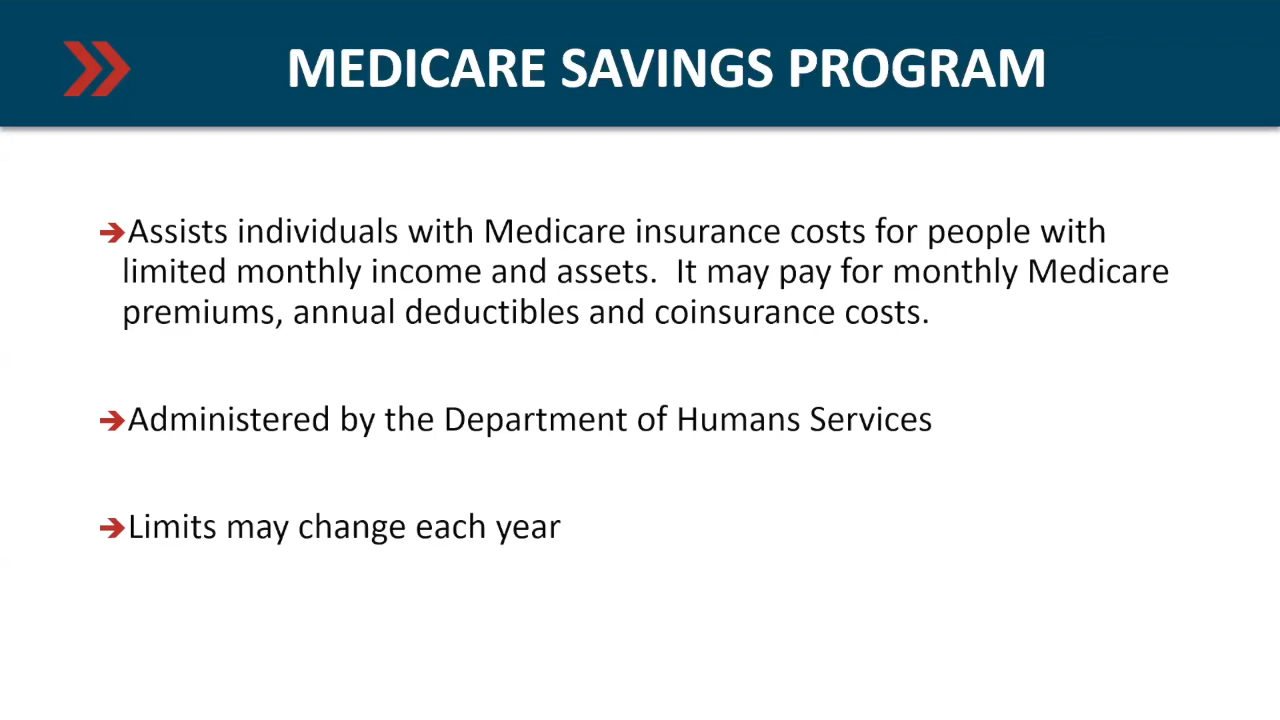 MEDICARE SAVINGS PROGRAM
➔Assists individuals with Medicare insurance costs for people with
limited monthly income and assets.  It may pay for monthly Medicare
premiums, annual deductibles and coinsurance costs.
➔Administered by the Department of Humans Services
➔Limits may change each year